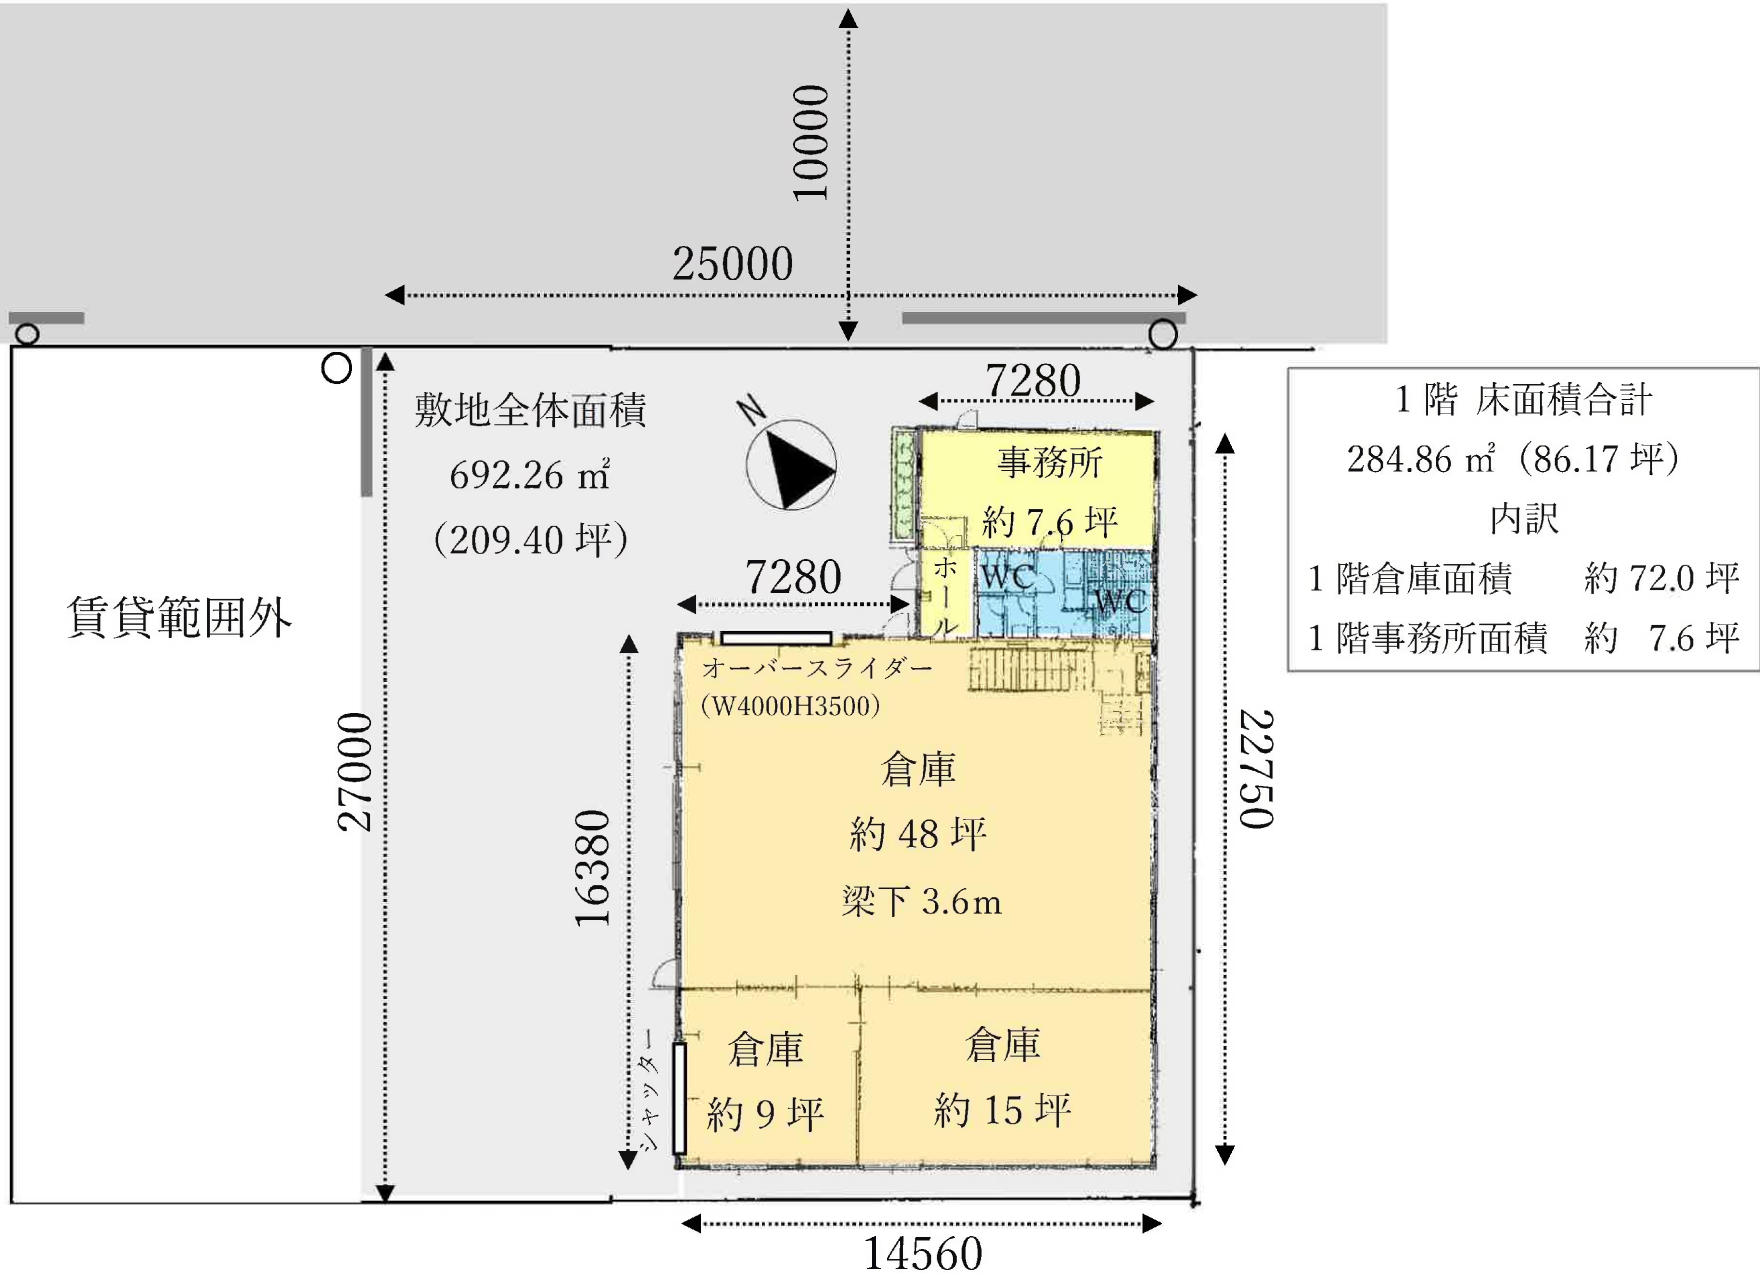 10000
25000
7280
敷地全体面積
692.26 ㎡
（209.40 坪）
N
事務所
約 7.6 坪
7280
ホール
WC
WC
1 階 床面積合計
284.86 ㎡（86.17 坪）
内訳
1 階倉庫面積 約 72.0 坪
1 階事務所面積 約 7.6 坪
賃貸範囲外
オーバースライダー
(W4000H3500)
27000
16380
22750
倉庫
約 48 坪
梁下 3.6m
シャッター
倉庫
約 9 坪
倉庫
約 15 坪
14560